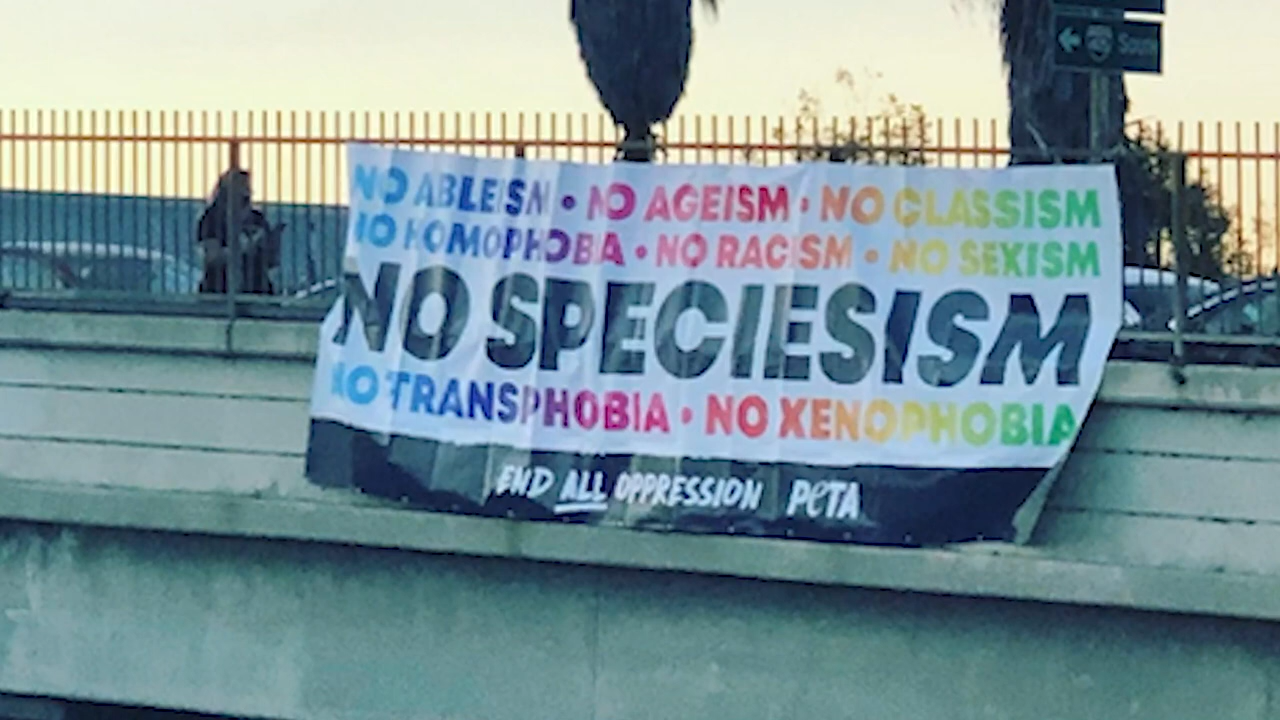 South
NO ABLEISM • NO AGEISM • NO CLASSISM
NO HOMOPHOBIA • NO RACISM • NO SEXISM
NO SPECIESISM
NO TRANSPHOBIA • NO XENOPHOBIA
END ALL OPPRESSION PETA